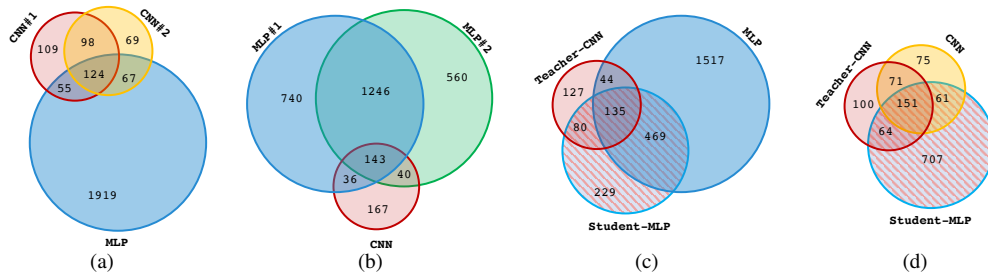 CNN#1
CNN#2
109
98
69
124
55
67
1919
MLP
(a)
MLP#1
MLP#2
740
1246
560
143
36
40
167
CNN
(b)
Teacher-CNN
MLP
127
44
1517
135
80
469
229
Student-MLP
(c)
Teacher-CNN
CNN
75
71
100
151
61
64
707
Student-MLP
(d)